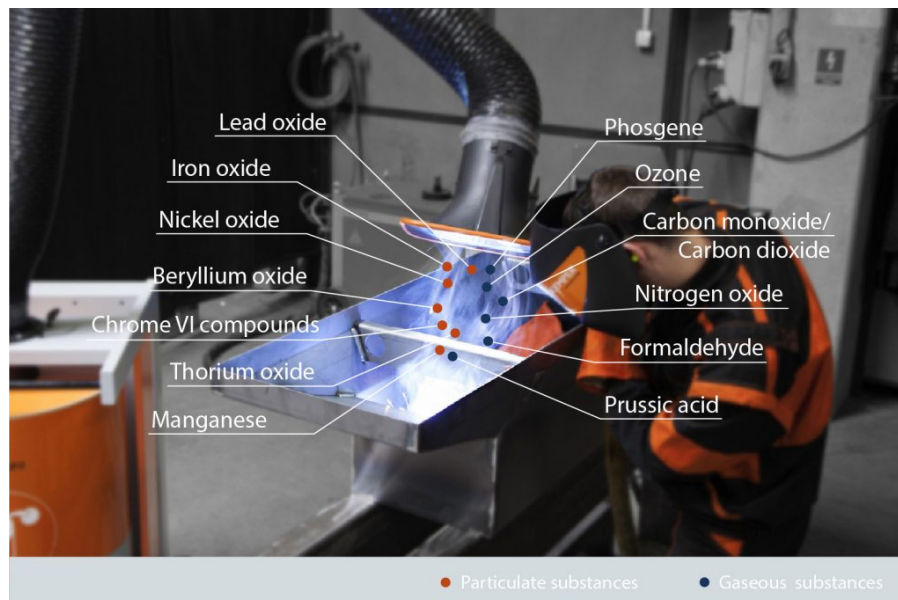 Lead oxide
Iron oxide
Nickel oxide
Beryllium oxide
Chrome VI compounds
Thorium oxide
Manganese
Phosgene
Ozone
Carbon monoxide/
Carbon dioxide
Nitrogen oxide
Formaldehyde
Prussic acid
Particulate substances
Gaseous substances